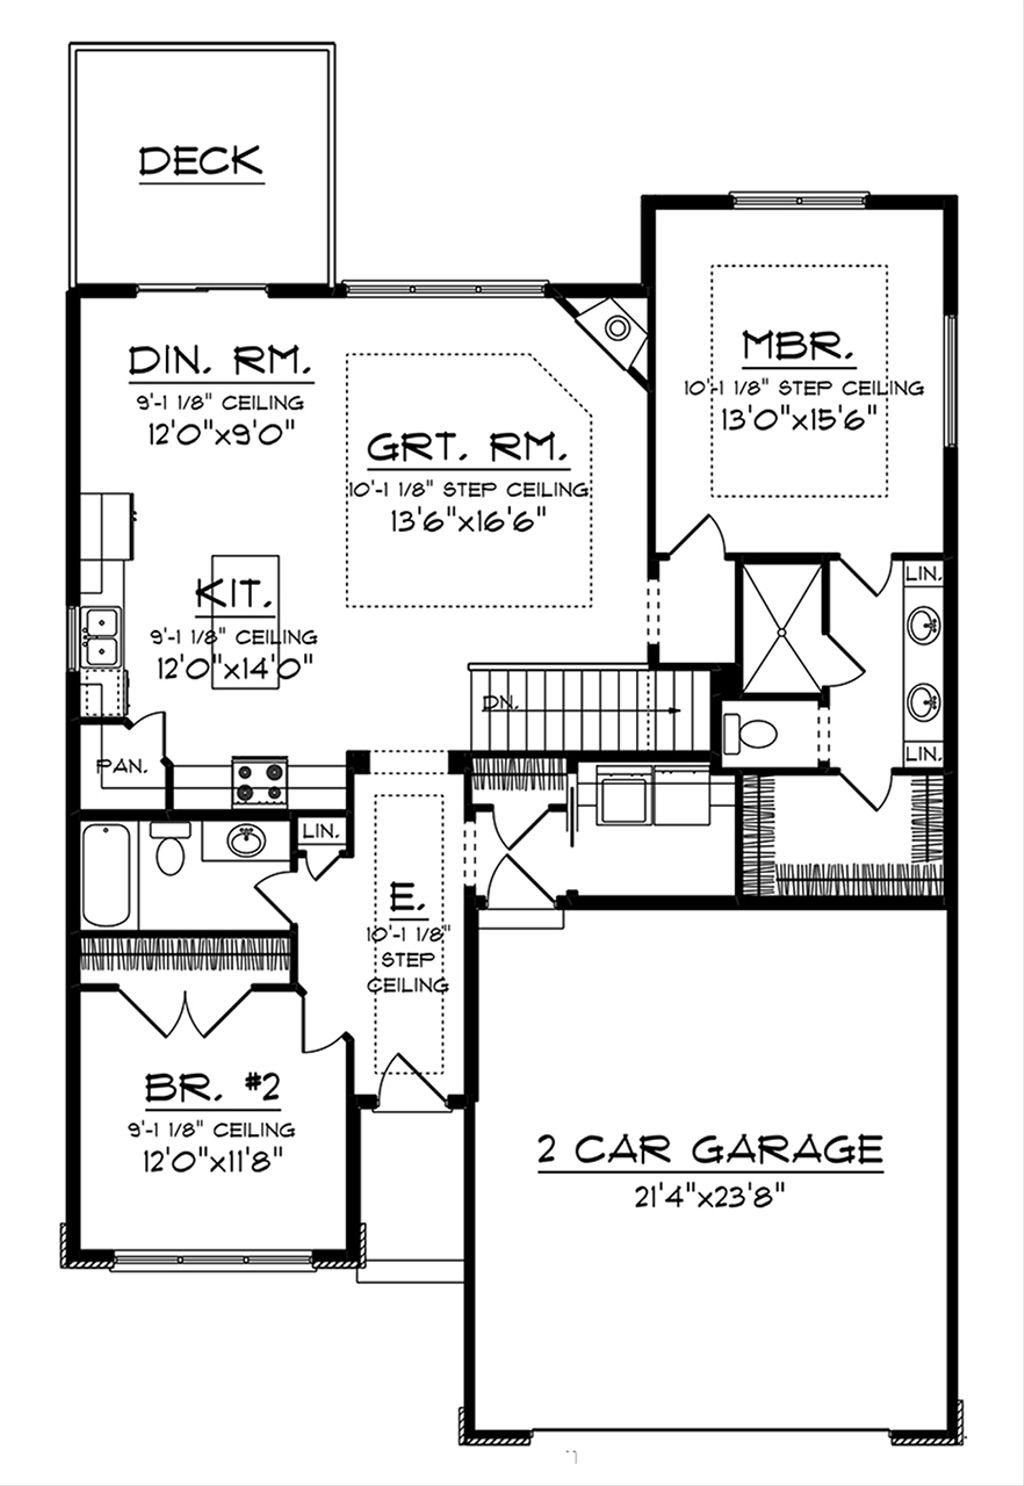 DECK
DIN. RM.
9'-1 1/8" CEILING
12'0"x9'0"
GRT. RM.
10'-1 1/8" STEP CEILING
13'6"x16'6"
MBR.
10'-1 1/8" STEP CEILING
13'0"x15'6"
KIT.
9'-1 1/8" CEILING
12'0"x14'0"
LIN.
DN.
LIN.
PAN.
LIN.
E.
10'-1 1/8"
STEP
CEILING
BR. #2
9'-1 1/8" CEILING
12'0"x11'8"
2 CAR GARAGE
21'4"x23'8"